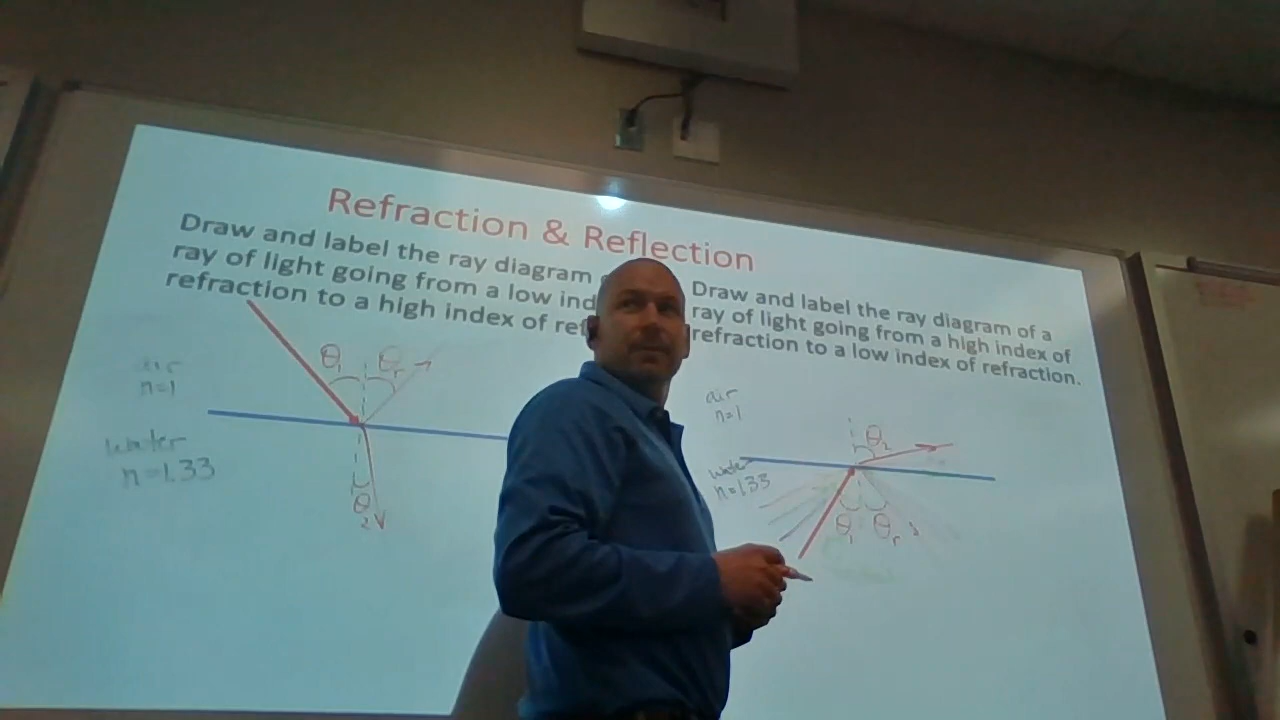 Refraction & Reflection
Draw and label the ray diagram
ray of light going from a low ind
refraction to a high index of ref
θ1 θr
air
n=1
water
n=1.33
θ2
Draw and label the ray diagram of a
ray of light going from a high index of
refraction to a low index of refraction.
air
n=1
θ2
water
n=1.33
θ1 θr